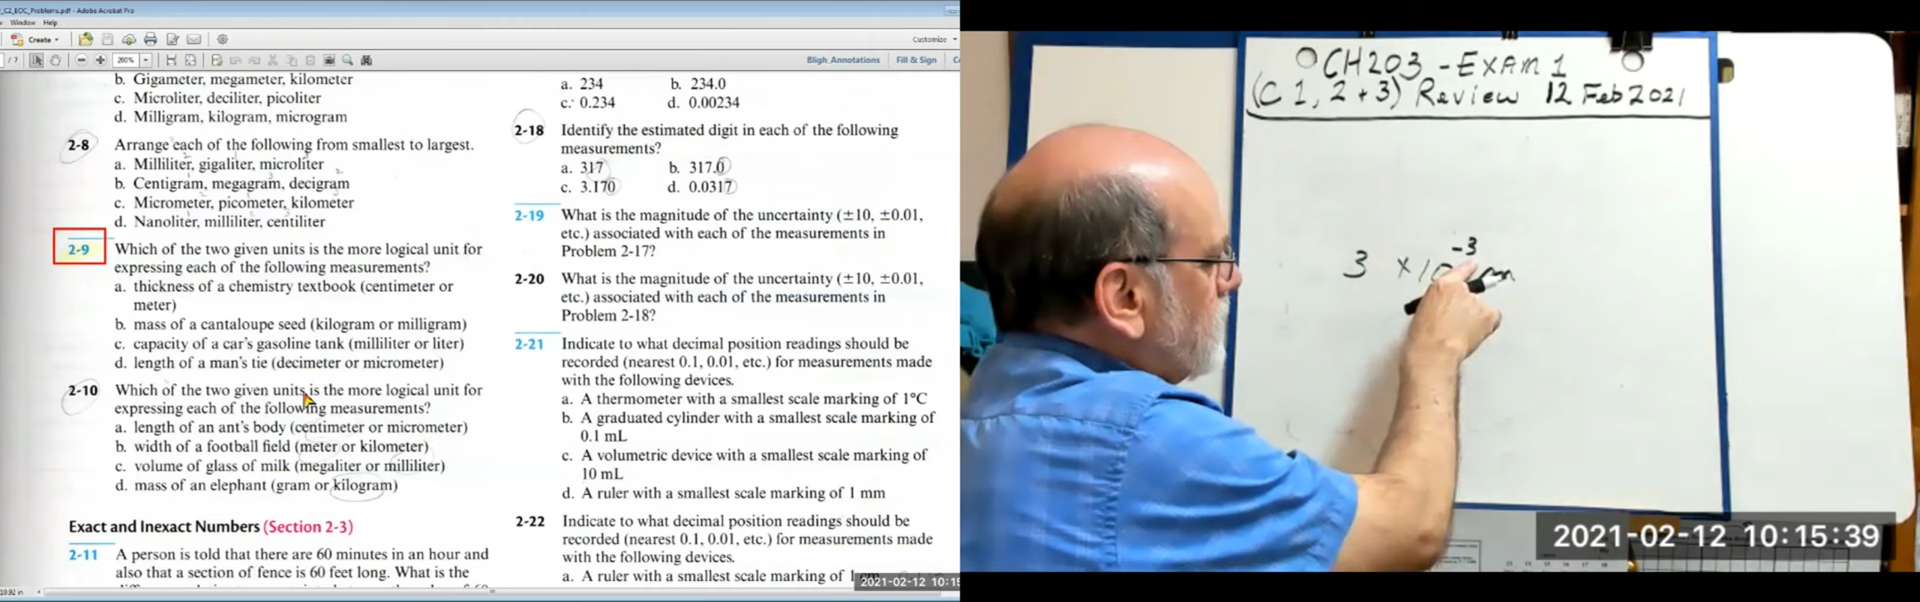 _C2_EOC_Problems.pdf - Adobe Acrobat Pro
Window Help
Create
Customize
/ 7
200%
Bligh_Annotations
Fill & Sign
b. Gigameter, megameter, kilometer
c. Microliter, deciliter, picoliter
d. Milligram, kilogram, microgram
2-8 Arrange each of the following from smallest to largest.
a. Milliliter, gigaliter, microliter
b. Centigram, megagram, decigram
c. Micrometer, picometer, kilometer
d. Nanoliter, milliliter, centiliter
2-9 Which of the two given units is the more logical unit for
expressing each of the following measurements?
a. thickness of a chemistry textbook (centimeter or
meter)
b. mass of a cantaloupe seed (kilogram or milligram)
c. capacity of a car's gasoline tank (milliliter or liter)
d. length of a man's tie (decimeter or micrometer)
2-10 Which of the two given units is the more logical unit for
expressing each of the following measurements?
a. length of an ant's body (centimeter or micrometer)
b. width of a football field (meter or kilometer)
c. volume of glass of milk (megaliter or milliliter)
d. mass of an elephant (gram or kilogram)
Exact and Inexact Numbers (Section 2-3)
2-11 A person is told that there are 60 minutes in an hour and
also that a section of fence is 60 feet long. What is the
a. 234 b. 234.0
c. 0.234 d. 0.00234
2-18 Identify the estimated digit in each of the following
measurements?
a. 317 b. 317.0
c. 3.170 d. 0.0317
2-19 What is the magnitude of the uncertainty (±10, ±0.01,
etc.) associated with each of the measurements in
Problem 2-17?
2-20 What is the magnitude of the uncertainty (±10, ±0.01,
etc.) associated with each of the measurements in
Problem 2-18?
2-21 Indicate to what decimal position readings should be
recorded (nearest 0.1, 0.01, etc.) for measurements made
with the following devices.
a. A thermometer with a smallest scale marking of 1°C
b. A graduated cylinder with a smallest scale marking of
0.1 mL
c. A volumetric device with a smallest scale marking of
10 mL
d. A ruler with a smallest scale marking of 1 mm
2-22 Indicate to what decimal position readings should be
recorded (nearest 0.1, 0.01, etc.) for measurements made
with the following devices.
a. A ruler with a smallest scale marking of 1
2021-02-12 10:15
10.92 in
CH203 - EXAM 1
(C 1, 2 + 3) Review 12 Feb 2021
3 ×10 -3
2021-02-12 10:15:39